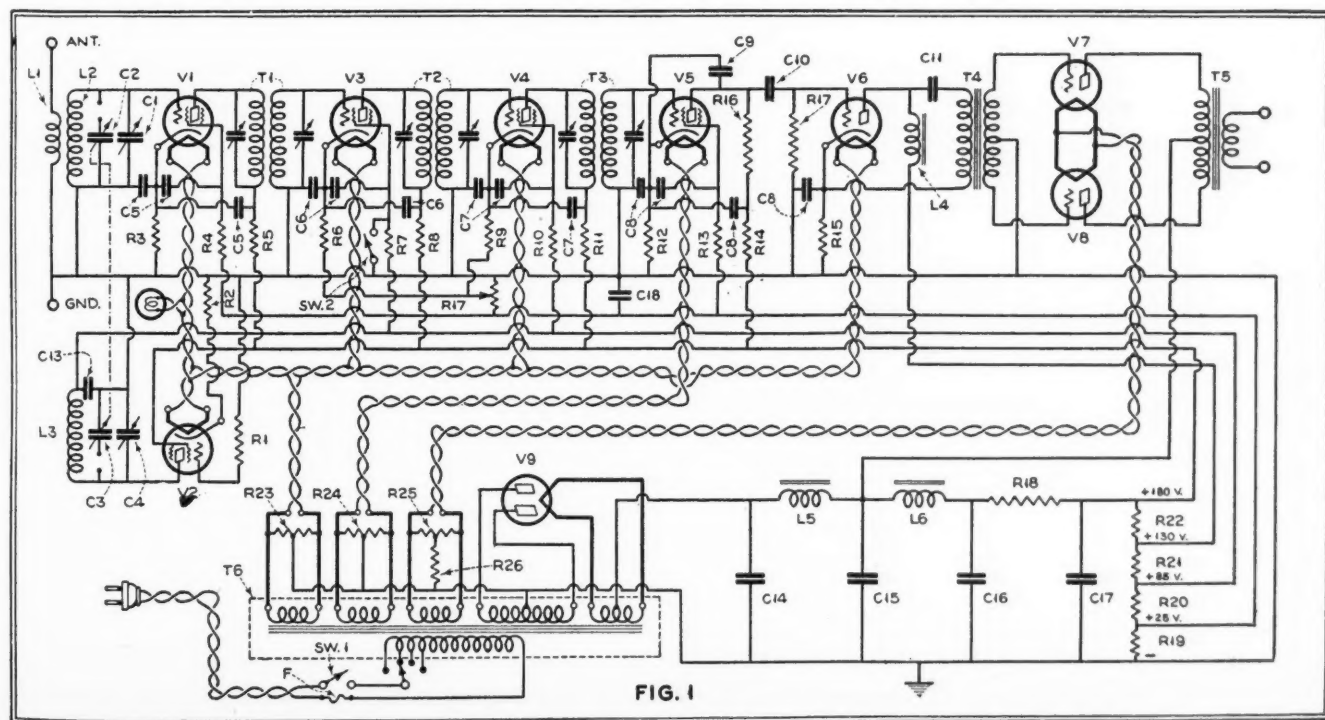 ANT.
L1
L2
C2
C1
V1
T1
V3
T2
V4
T3
V5
C9
C10
R16
R17
V6
C11
T4
V7
T5
C5
C5
R3
R4
R5
C6
C6
R6
R7
R8
C7
C7
R9
R10
R11
C8
C8
R12
R13
R14
C8
R15
L4
V8
SW.2
R17
C18
GND.
R2
C13
L3
C3
C4
V2
R1
R23
R24
R25
R26
V9
T6
L5
L6
R18
+180 V.
R22
+130 V.
R21
+85 V.
R20
+25 V.
R19
-
C14
C15
C16
C17
SW.1
F
FIG. 1